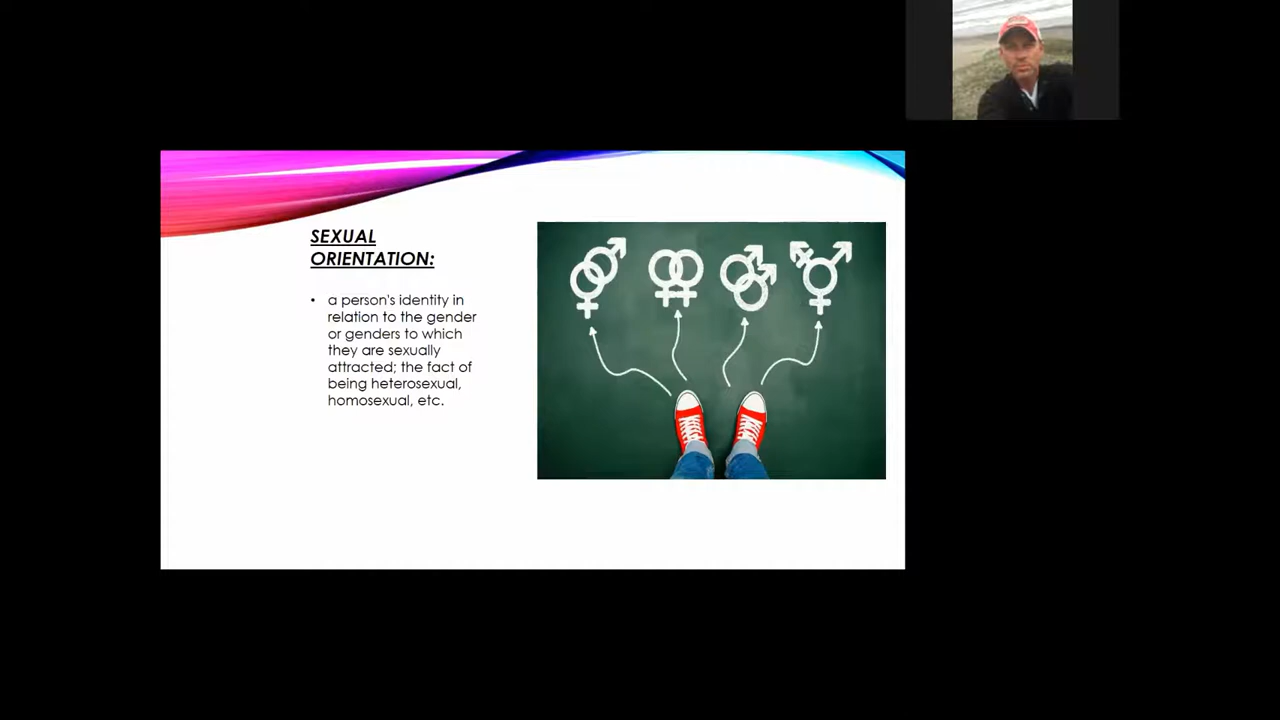 SEXUAL
ORIENTATION:
• a person's identity in
relation to the gender
or genders to which
they are sexually
attracted; the fact of
being heterosexual,
homosexual, etc.